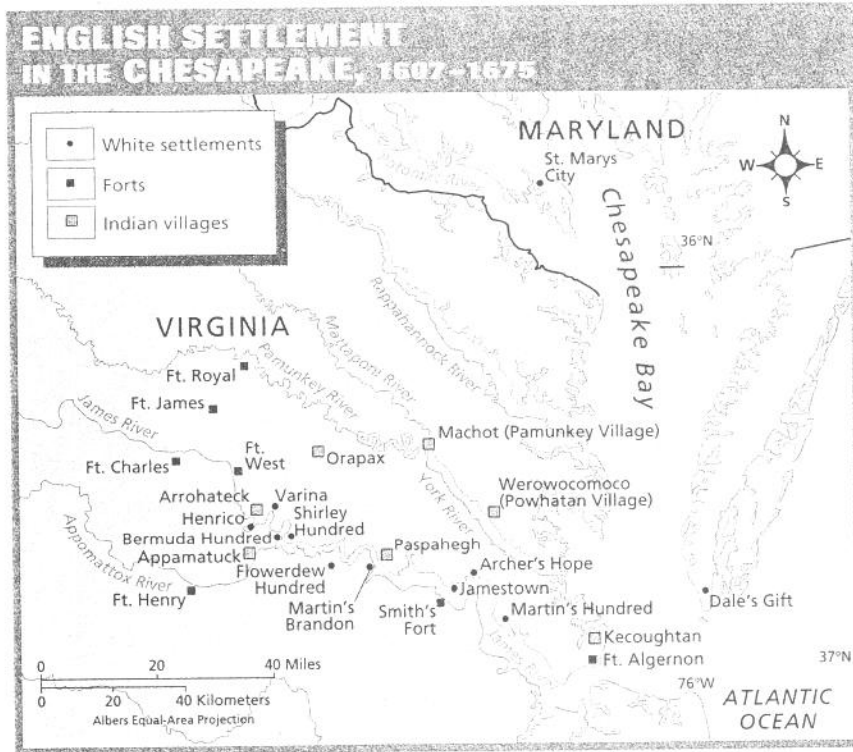 ENGLISH SETTLEMENT
IN THE CHESAPEAKE, 1607–1675
White settlements
Forts
Indian villages
MARYLAND
St. Marys
City
N
W
E
S
Potomac River
Chesapeake Bay
36°N
VIRGINIA
Rappahannock River
Mattaponi River
Pamunkey River
Ft. Royal
Ft. James
James River
Ft. Charles
Ft.
West
Orapax
Machot (Pamunkey Village)
York River
Werowocomoco
(Powhatan Village)
Arrohateck
Varina
Henrico
Shirley
Hundred
Bermuda Hundred
Appamatuck
Appomattox River
Paspahegh
Flowerdew
Hundred
Martin's
Brandon
Ft. Henry
Archer's Hope
Jamestown
Smith's
Fort
Martin's Hundred
Dale's Gift
James River
Kecoughtan
Ft. Algernon
37°N
76°W
ATLANTIC
OCEAN
0 20 40 Miles
0 20 40 Kilometers
Albers Equal-Area Projection